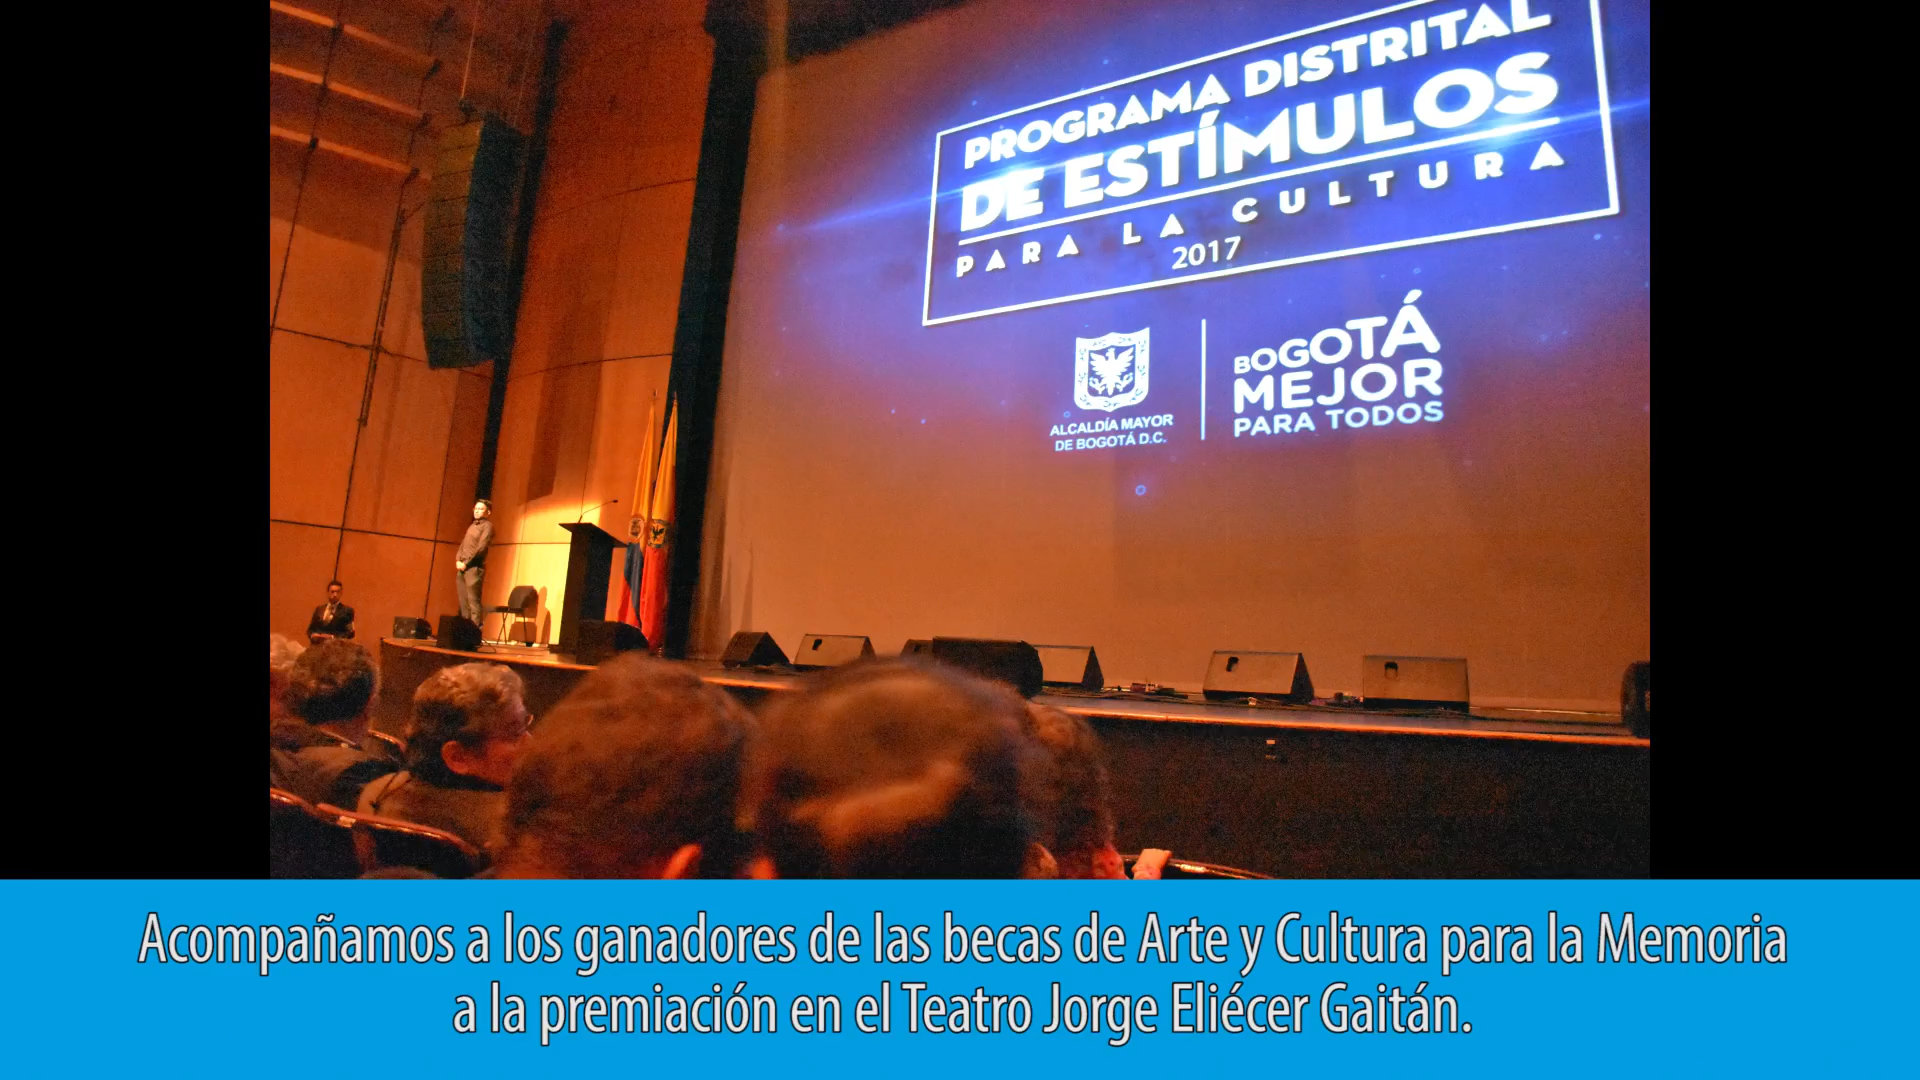 PROGRAMA DISTRITAL
DE ESTÍMULOS
PARA LA CULTURA
2017
ALCALDÍA MAYOR
DE BOGOTÁ D.C.
BOGOTÁ
MEJOR
PARA TODOS
Acompañamos a los ganadores de las becas de Arte y Cultura para la Memoria
a la premiación en el Teatro Jorge Eliécer Gaitán.